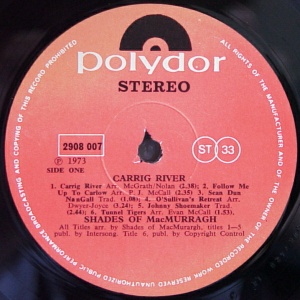 polydor
STEREO
2908 007
℗ 1973
SIDE ONE
ST 33
CARRIG RIVER
1. Carrig River Arr. McGrath/Nolan (2.38); 2. Follow Me
Up To Carlow Arr. P. J. McCall (2.35) 3. Sean Dun
NaaGall Trad. (1.08); 4. O'Sullivan's Retreat Arr.
Dwyer-Joyce (3.24); 5. Johnny Shoemaker Trad.
(2.44) 6. Tunnel Tigers Arr. Evan McCall (1.53).
SHADES OF MacMURRAGH
All Titles arr. by Shades of MacMurargh, titles 1—5
publ. by Intersong. Title 6. publ. by Copyright Control
ALL RIGHTS OF THE MANUFACTURER AND OF THE OWNER OF THE RECORDED WORK RESERVED UNAUTHORIZED PUBLIC PERFORMANCE BROADCASTING AND COPYING OF THIS RECORD PROHIBITED